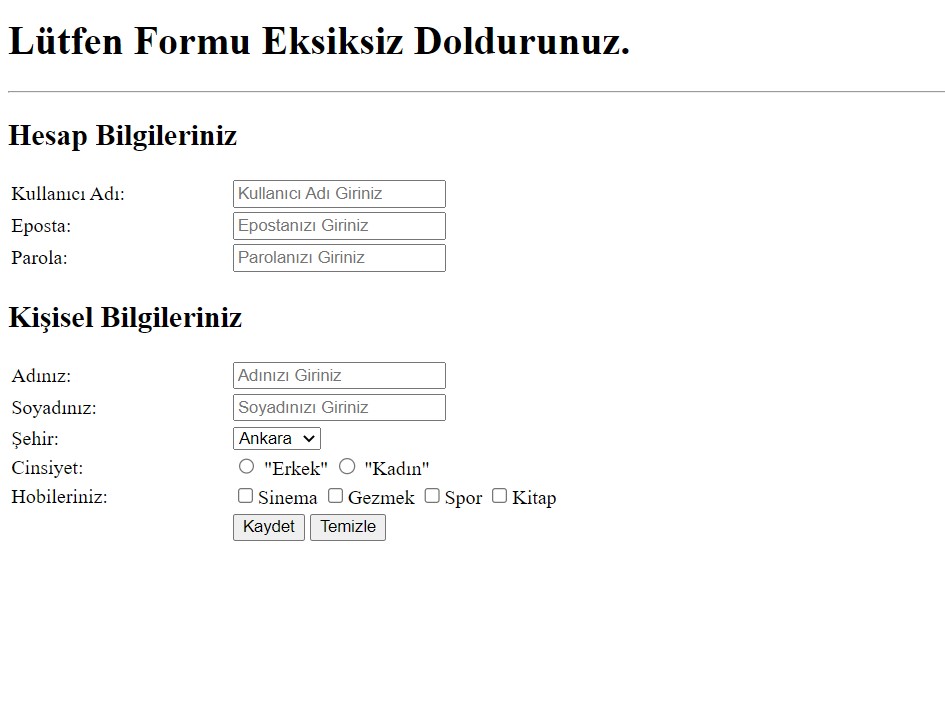 Lütfen Formu Eksiksiz Doldurunuz.
Hesap Bilgileriniz
Kullanıcı Adı: Kullanıcı Adı Giriniz
Eposta: Epostanızı Giriniz
Parola: Parolanızı Giriniz
Kişisel Bilgileriniz
Adınız: Adınızı Giriniz
Soyadınız: Soyadınızı Giriniz
Şehir: Ankara
Cinsiyet: "Erkek" "Kadın"
Hobileriniz: Sinema Gezmek Spor Kitap
Kaydet Temizle